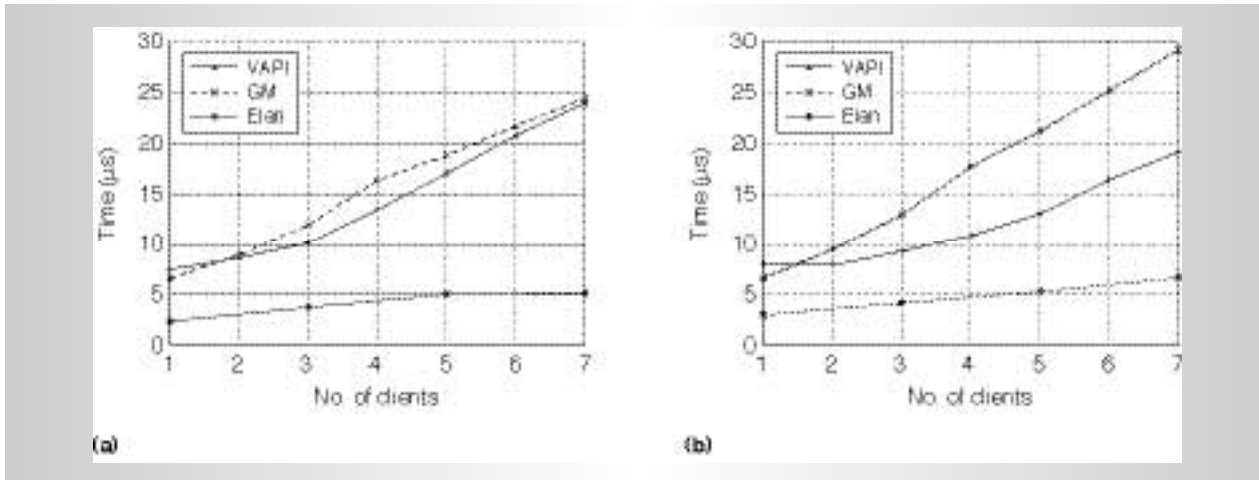 30
25
20
15
10
5
0
Time (µs)
VAPI
GM
Elan
1 2 3 4 5 6 7
No. of clients
(a)
30
25
20
15
10
5
0
Time (µs)
VAPI
GM
Elan
1 2 3 4 5 6 7
No. of clients
(b)